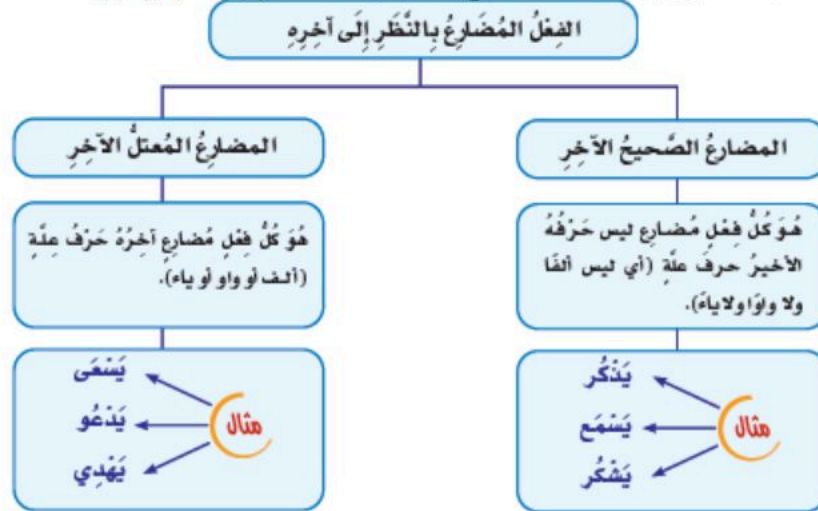 الفِعْلُ المُضَارِعُ بِالنَّظَرِ إِلَى آخِرِهِ
المضارعُ الصَّحيحُ الآخِرِ
المضارِعُ المُعتلُّ الآخِرِ
هُوَ كُلُّ فِعْلٍ مُضارِعٍ ليس حَرْفُهُ
الأخيرُ حرفَ علَّةٍ (أي ليس ألفًا
ولا واوًا ولا ياءً).
هُوَ كُلُّ فِعْلٍ مُضارِعٍ آخِرُهُ حَرْفُ عِلَّةٍ
(ألف أو واو أو ياء).
مثال
يَذْكُر
يَسْمَع
يَشْكُر
مثال
يَسْعَى
يَدْعُو
يَهْدِي